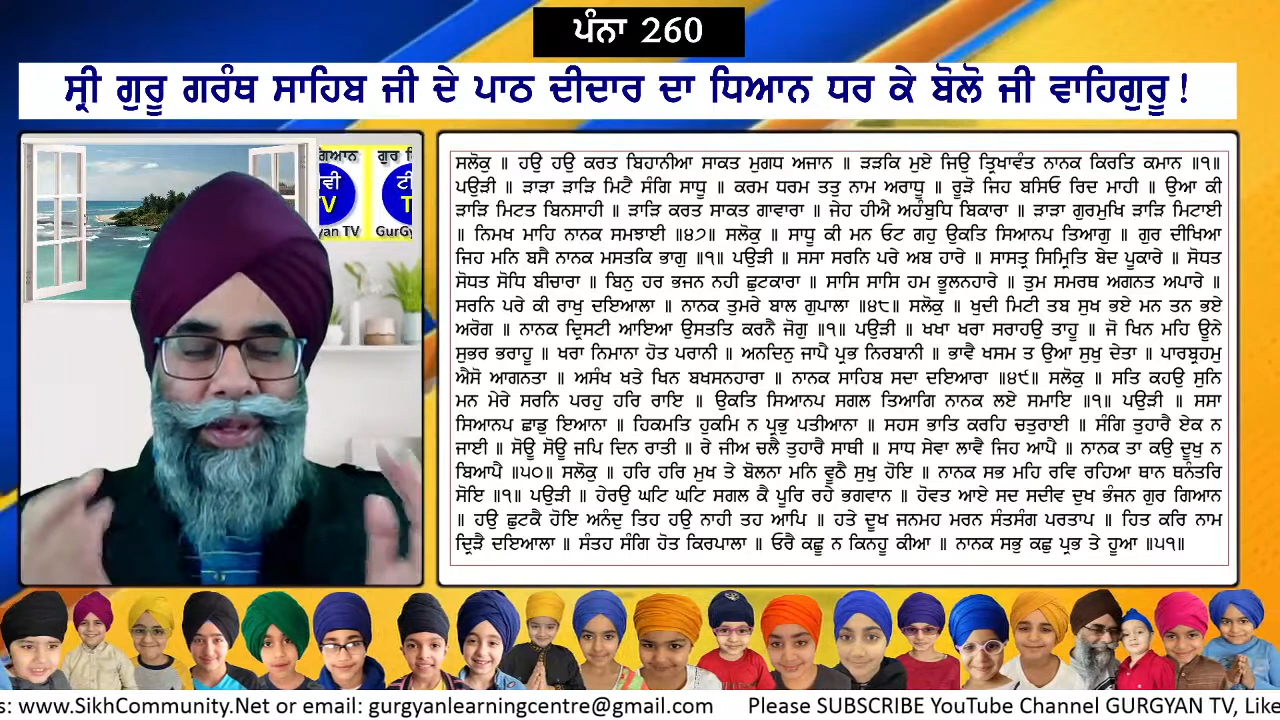 ਪੰਨਾ 260
ਸ੍ਰੀ ਗੁਰੂ ਗਰੰਥ ਸਾਹਿਬ ਜੀ ਦੇ ਪਾਠ ਦੀਦਾਰ ਦਾ ਧਿਆਨ ਧਰ ਕੇ ਬੋਲੋ ਜੀ ਵਾਹਿਗੁਰੂ!
ਗਿਆਨ ਗੁਰ
ਵੀ ਟੀ
TV T
yan TV GurGy
ਸਲੋਕੁ ॥ ਹਉ ਹਉ ਕਰਤ ਬਿਹਾਨੀਆ ਸਾਕਤ ਮੁਗਧ ਅਜਾਨ ॥ ੜੜਕਿ ਮੁਏ ਜਿਉ ਤ੍ਰਿਖਾਵੰਤ ਨਾਨਕ ਕਿਰਤਿ ਕਮਾਨ ॥੧॥
ਪਉੜੀ ॥ ੜਾੜਾ ੜਾੜਿ ਮਿਟੈ ਸੰਗਿ ਸਾਧੂ ॥ ਕਰਮ ਧਰਮ ਤਤੁ ਨਾਮ ਅਰਾਧੂ ॥ ਰੂੜੋ ਜਿਹ ਬਸਿਓ ਰਿਦ ਮਾਹੀ ॥ ਉਆ ਕੀ
ੜਾੜਿ ਮਿਟਤ ਬਿਨਸਾਹੀ ॥ ੜਾੜਿ ਕਰਤ ਸਾਕਤ ਗਾਵਾਰਾ ॥ ਜੇਹ ਹੀਐ ਅਹੰਬੁਧਿ ਬਿਕਾਰਾ ॥ ੜਾੜਾ ਗੁਰਮੁਖਿ ੜਾੜਿ ਮਿਟਾਈ
॥ ਨਿਮਖ ਮਾਹਿ ਨਾਨਕ ਸਮਝਾਈ ॥੪੭॥ ਸਲੋਕੁ ॥ ਸਾਧੂ ਕੀ ਮਨ ਓਟ ਗਹੁ ਉਕਤਿ ਸਿਆਨਪ ਤਿਆਗੁ ॥ ਗੁਰ ਦੀਖਿਆ
ਜਿਹ ਮਨਿ ਬਸੈ ਨਾਨਕ ਮਸਤਕਿ ਭਾਗੁ ॥੧॥ ਪਉੜੀ ॥ ਸਸਾ ਸਰਨਿ ਪਰੇ ਅਬ ਹਾਰੇ ॥ ਸਾਸਤ੍ਰ ਸਿਮ੍ਰਿਤਿ ਬੇਦ ਪੂਕਾਰੇ ॥ ਸੋਧਤ
ਸੋਧਤ ਸੋਧਿ ਬੀਚਾਰਾ ॥ ਬਿਨੁ ਹਰ ਭਜਨ ਨਹੀ ਛੁਟਕਾਰਾ ॥ ਸਾਸਿ ਸਾਸਿ ਹਮ ਭੂਲਨਹਾਰੇ ॥ ਤੁਮ ਸਮਰਥ ਅਗਨਤ ਅਪਾਰੇ ॥
ਸਰਨਿ ਪਰੇ ਕੀ ਰਾਖੁ ਦਇਆਲਾ ॥ ਨਾਨਕ ਤੁਮਰੇ ਬਾਲ ਗੁਪਾਲਾ ॥੪੮॥ ਸਲੋਕੁ ॥ ਖੁਦੀ ਮਿਟੀ ਤਬ ਸੁਖ ਭਏ ਮਨ ਤਨ ਭਏ
ਅਰੋਗ ॥ ਨਾਨਕ ਦ੍ਰਿਸਟੀ ਆਇਆ ਉਸਤਤਿ ਕਰਨੈ ਜੋਗੁ ॥੧॥ ਪਉੜੀ ॥ ਖਖਾ ਖਰਾ ਸਰਾਹਉ ਤਾਹੂ ॥ ਜੋ ਖਿਨ ਮਹਿ ਊਨੇ
ਸੁਭਰ ਭਰਾਹੂ ॥ ਖਰਾ ਨਿਮਾਨਾ ਹੋਤ ਪਰਾਨੀ ॥ ਅਨਦਿਨੁ ਜਾਪੈ ਪ੍ਰਭ ਨਿਰਬਾਨੀ ॥ ਭਾਵੈ ਖਸਮ ਤ ਉਆ ਸੁਖੁ ਦੇਤਾ ॥ ਪਾਰਬ੍ਰਹਮੁ
ਐਸੋ ਆਗਨਤਾ ॥ ਅਸੰਖ ਖਤੇ ਖਿਨ ਬਖਸਨਹਾਰਾ ॥ ਨਾਨਕ ਸਾਹਿਬ ਸਦਾ ਦਇਆਰਾ ॥੪੯॥ ਸਲੋਕੁ ॥ ਸਤਿ ਕਹਉ ਸੁਨਿ
ਮਨ ਮੇਰੇ ਸਰਨਿ ਪਰਹੁ ਹਰਿ ਰਾਇ ॥ ਉਕਤਿ ਸਿਆਨਪ ਸਗਲ ਤਿਆਗਿ ਨਾਨਕ ਲਏ ਸਮਾਇ ॥੧॥ ਪਉੜੀ ॥ ਸਸਾ
ਸਿਆਨਪ ਛਾਡੁ ਇਆਨਾ ॥ ਹਿਕਮਤਿ ਹੁਕਮਿ ਨ ਪ੍ਰਭੁ ਪਤੀਆਨਾ ॥ ਸਹਸ ਭਾਤਿ ਕਰਹਿ ਚਤੁਰਾਈ ॥ ਸੰਗਿ ਤੁਹਾਰੈ ਏਕ ਨ
ਜਾਈ ॥ ਸੋਊ ਸੋਊ ਜਪਿ ਦਿਨ ਰਾਤੀ ॥ ਰੇ ਜੀਅ ਚਲੈ ਤੁਹਾਰੈ ਸਾਥੀ ॥ ਸਾਧ ਸੇਵਾ ਲਾਵੈ ਜਿਹ ਆਪੈ ॥ ਨਾਨਕ ਤਾ ਕਉ ਦੂਖੁ ਨ
ਬਿਆਪੈ ॥੫੦॥ ਸਲੋਕੁ ॥ ਹਰਿ ਹਰਿ ਮੁਖ ਤੇ ਬੋਲਨਾ ਮਨਿ ਵੂਠੈ ਸੁਖੁ ਹੋਇ ॥ ਨਾਨਕ ਸਭ ਮਹਿ ਰਵਿ ਰਹਿਆ ਥਾਨ ਥਨੰਤਰਿ
ਸੋਇ ॥੧॥ ਪਉੜੀ ॥ ਹੇਰਉ ਘਟਿ ਘਟਿ ਸਗਲ ਕੈ ਪੂਰਿ ਰਹੇ ਭਗਵਾਨ ॥ ਹੋਵਤ ਆਏ ਸਦ ਸਦੀਵ ਦੁਖ ਭੰਜਨ ਗੁਰ ਗਿਆਨ
॥ ਹਉ ਛੁਟਕੈ ਹੋਇ ਅਨੰਦੁ ਤਿਹ ਹਉ ਨਾਹੀ ਤਹ ਆਪਿ ॥ ਹਤੇ ਦੂਖ ਜਨਮਹ ਮਰਨ ਸੰਤਸੰਗ ਪਰਤਾਪ ॥ ਹਿਤ ਕਰਿ ਨਾਮ
ਦ੍ਰਿੜੈ ਦਇਆਲਾ ॥ ਸੰਤਹ ਸੰਗਿ ਹੋਤ ਕਿਰਪਾਲਾ ॥ ਓਰੈ ਕਛੂ ਨ ਕਿਨਹੂ ਕੀਆ ॥ ਨਾਨਕ ਸਭੁ ਕਛੁ ਪ੍ਰਭ ਤੇ ਹੂਆ ॥੫੧॥
s: www.SikhCommunity.Net or email: gurgyanlearningcentre@gmail.com Please SUBSCRIBE YouTube Channel GURGYAN TV, Like